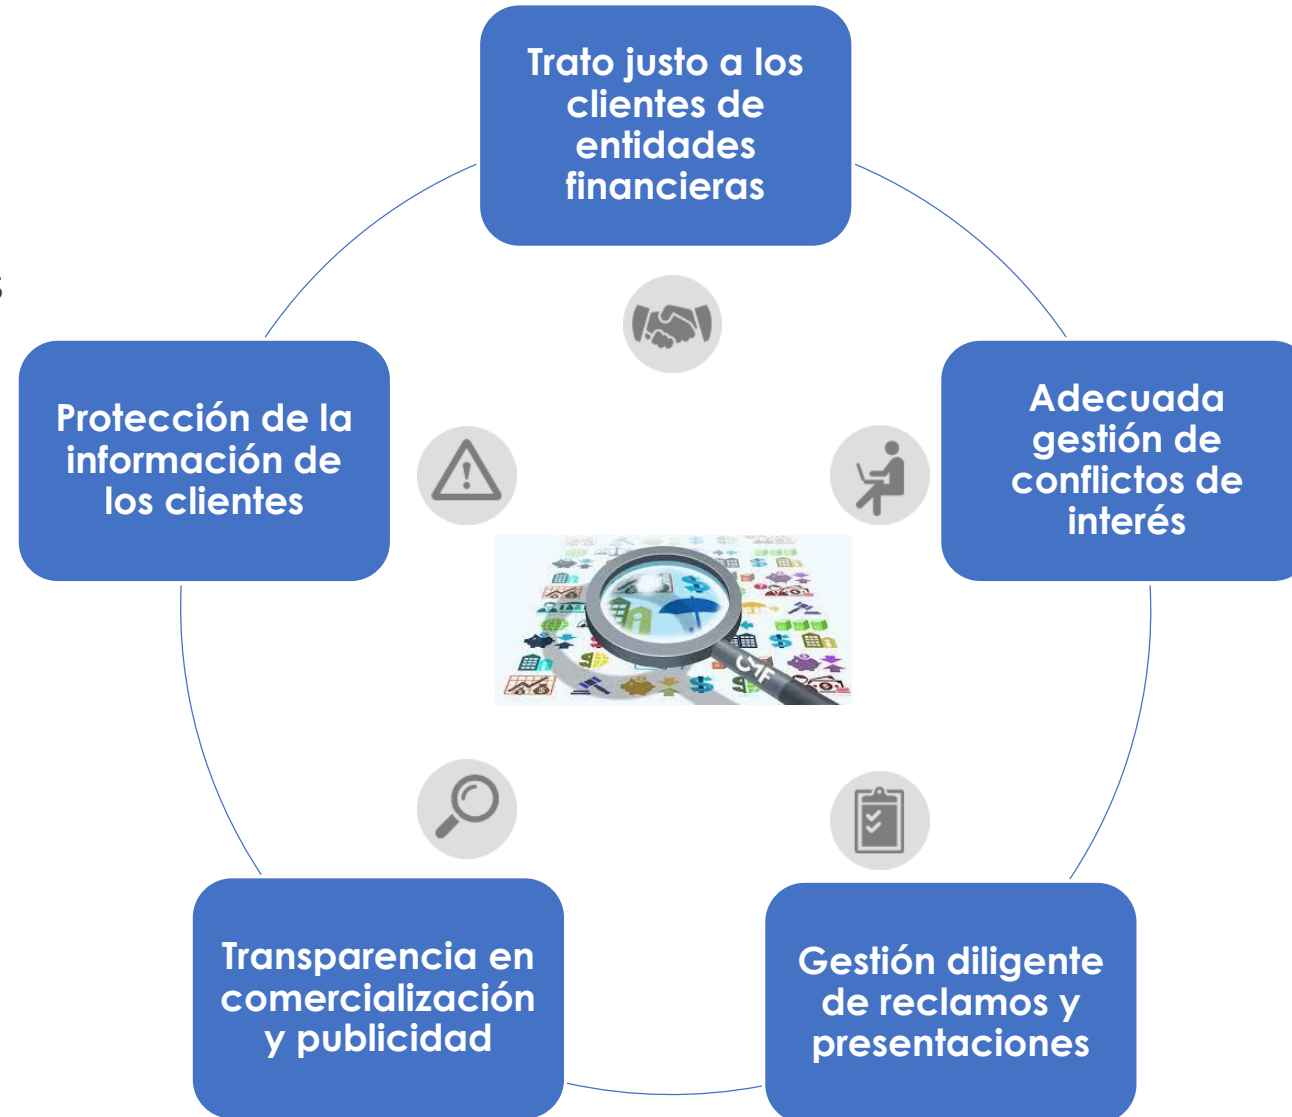 Trato justo a los
clientes de
entidades
financieras
s
Protección de la
información de
los clientes
Adecuada
gestión de
conflictos de
interés
CMF
Transparencia en
comercialización
y publicidad
Gestión diligente
de reclamos y
presentaciones